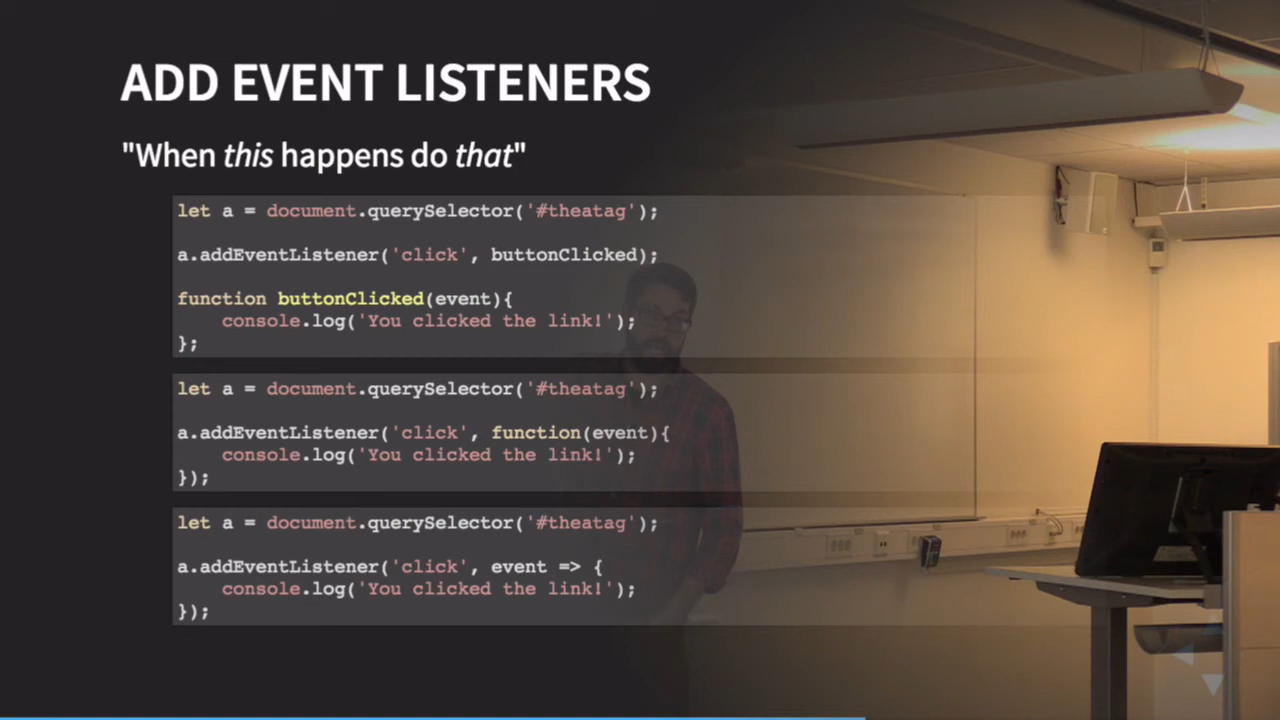 ADD EVENT LISTENERS
"When this happens do that"
let a = document.querySelector('#theatag');
a.addEventListener('click', buttonClicked);
function buttonClicked(event){
    console.log('You clicked the link!');
};
let a = document.querySelector('#theatag');
a.addEventListener('click', function(event){
    console.log('You clicked the link!');
});
let a = document.querySelector('#theatag');
a.addEventListener('click', event => {
    console.log('You clicked the link!');
});